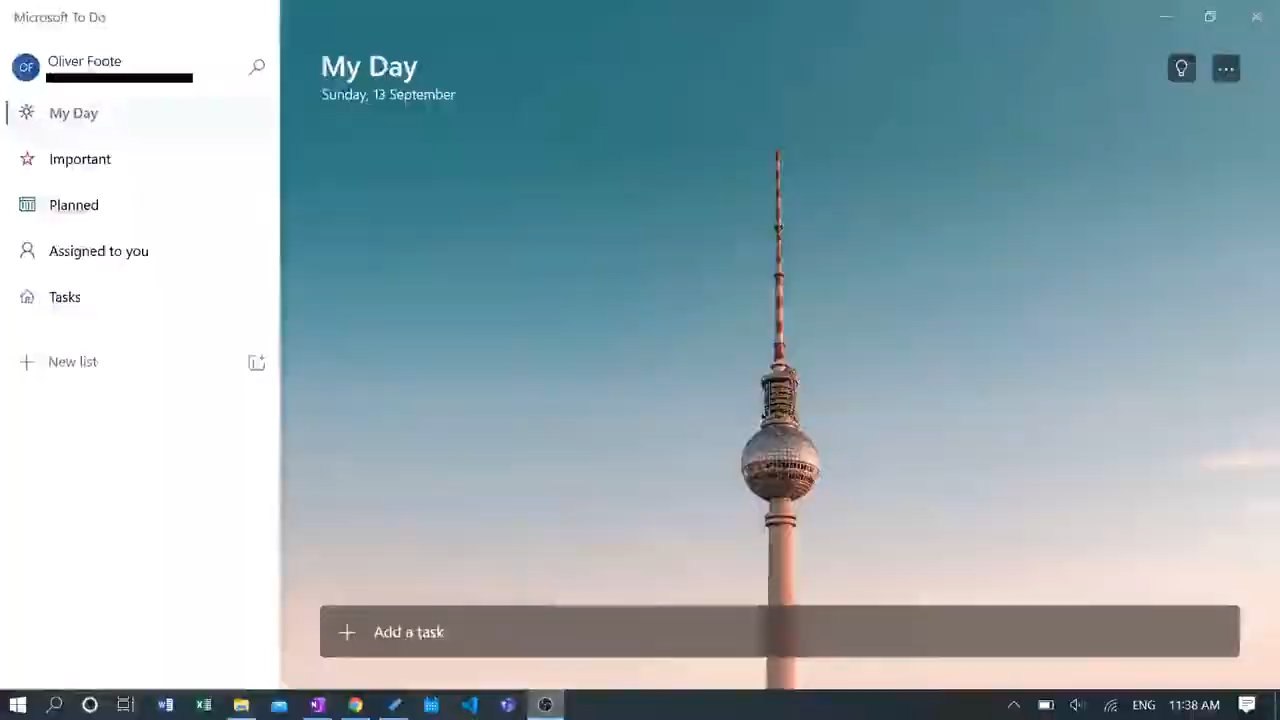 Microsoft To Do
OF
Oliver Foote
My Day
Important
Planned
Assigned to you
Tasks
New list
My Day
Sunday, 13 September
Add a task
ENG
11:38 AM